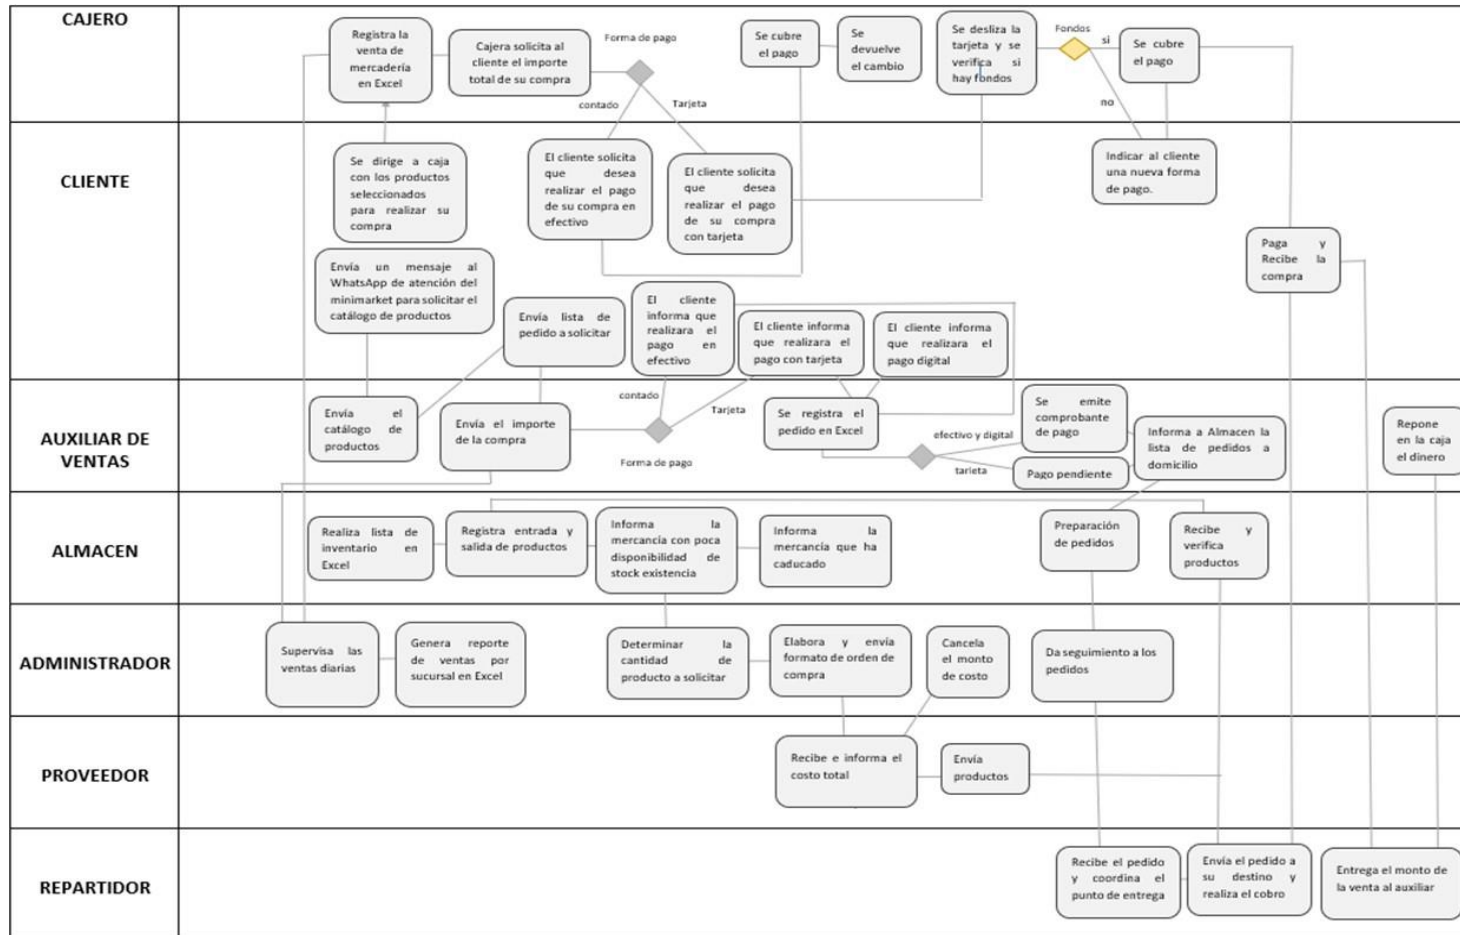 CAJERO
Registra la
venta de
mercadería
en Excel
Cajera solicita al
cliente el importe
total de su compra
Forma de pago
contado
Tarjeta
Se cubre
el pago
Se
devuelve
el cambio
Se desliza la
tarjeta y se
verifica si
hay fondos
Fondos
si
no
Se cubre
el pago
CLIENTE
Se dirige a caja
con los productos
seleccionados
para realizar su
compra
El cliente solicita
que desea
realizar el pago
de su compra en
efectivo
El cliente solicita
que desea
realizar el pago
de su compra
con tarjeta
Indicar al cliente
una nueva forma
de pago.
Paga y
Recibe la
compra
Envía un mensaje al
WhatsApp de atención del
minimarket para solicitar el
catálogo de productos
Envía lista de
pedido a solicitar
El cliente
informa que
realizara el
pago en
efectivo
El cliente informa
que realizara el
pago con tarjeta
El cliente informa
que realizara el
pago digital
AUXILIAR DE
VENTAS
Envía el
catálogo de
productos
Envía el importe
de la compra
contado
Tarjeta
Forma de pago
Se registra el
pedido en Excel
efectivo y digital
tarieta
Se emite
comprobante
de pago
Pago pendiente
Informa a Almacen la
lista de pedidos a
domicilio
Repone
en la caja
el dinero
ALMACEN
Realiza lista de
inventario en
Excel
Registra entrada y
salida de productos
Informa la
mercancía con poca
disponibilidad de
stock existencia
Informa la
mercancía que ha
caducado
Preparación
de pedidos
Recibe y
verifica
productos
ADMINISTRADOR
Supervisa las
ventas diarias
Genera reporte
de ventas por
sucursal en Excel
Determinar la
cantidad de
producto a solicitar
Elabora y envía
formato de orden de
compra
Cancela
el monto
de costo
Da seguimiento a los
pedidos
PROVEEDOR
Recibe e informa el
costo total
Envía
productos
REPARTIDOR
Recibe el pedido
y coordina el
punto de entrega
Envía el pedido a
su destino y
realiza el cobro
Entrega el monto de
la venta al auxiliar